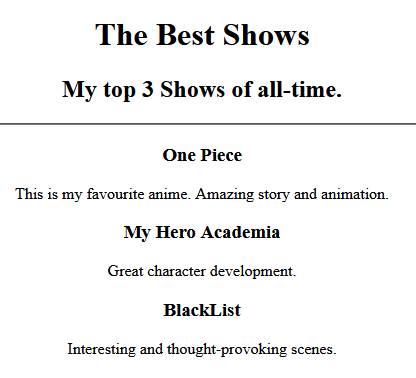 The Best Shows
My top 3 Shows of all-time.
One Piece
This is my favourite anime. Amazing story and animation.
My Hero Academia
Great character development.
BlackList
Interesting and thought-provoking scenes.